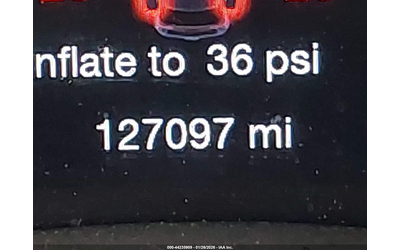 nflate to 36 psi
127097 mi